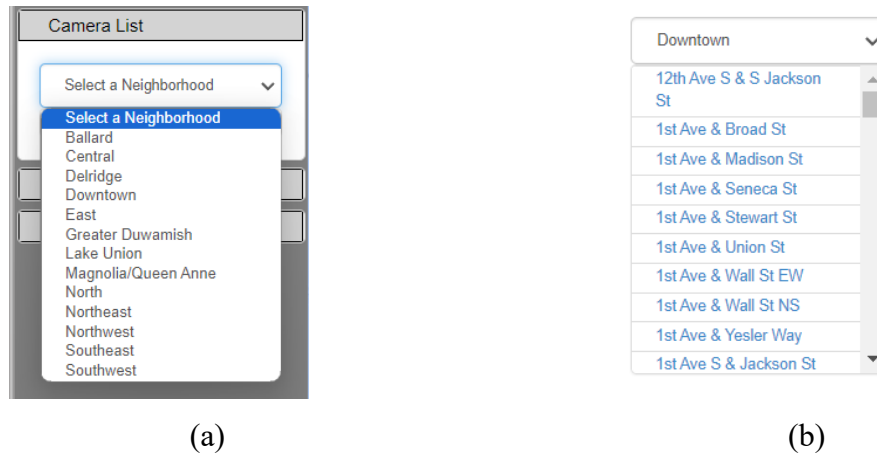 Camera List
Select a Neighborhood
Select a Neighborhood
Ballard
Central
Delridge
Downtown
East
Greater Duwamish
Lake Union
Magnolia/Queen Anne
North
Northeast
Northwest
Southeast
Southwest
(a)
Downtown
12th Ave S & S Jackson
St
1st Ave & Broad St
1st Ave & Madison St
1st Ave & Seneca St
1st Ave & Stewart St
1st Ave & Union St
1st Ave & Wall St EW
1st Ave & Wall St NS
1st Ave & Yesler Way
1st Ave S & Jackson St
(b)